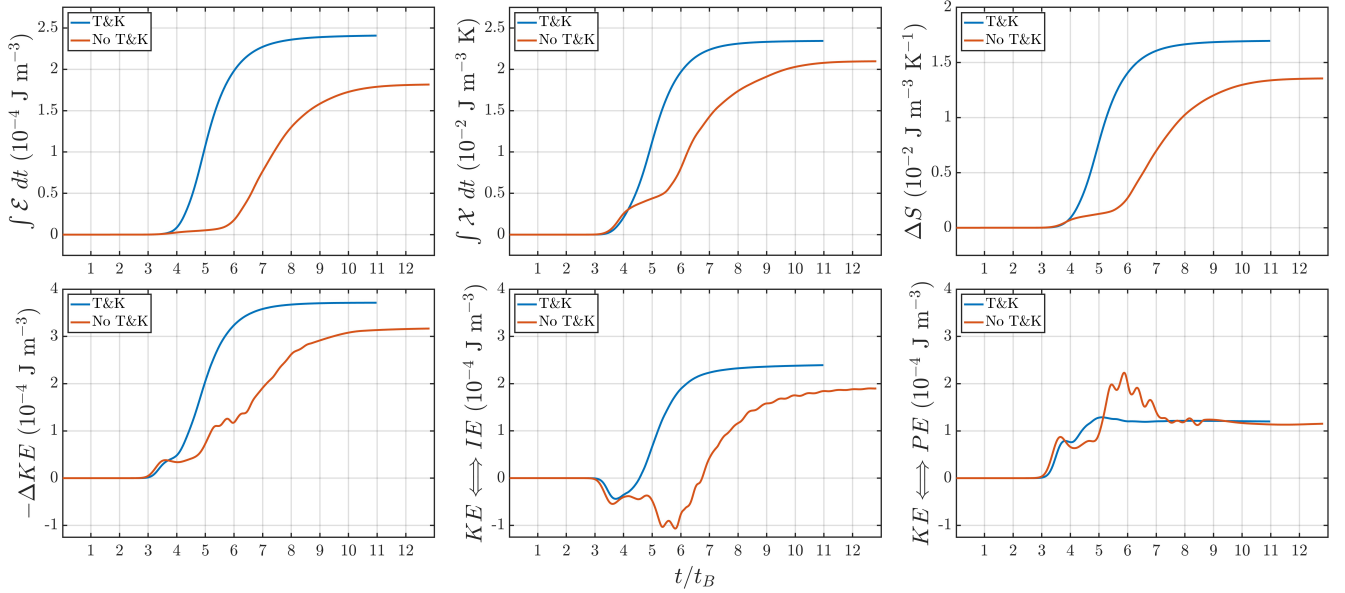 ∫ ℰ dt (10⁻⁴ J m⁻³)
2.5
2
1.5
1
0.5
0
T&K
No T&K
1 2 3 4 5 6 7 8 9 10 11 12
∫ 𝒳 dt (10⁻² J m⁻³ K)
2.5
2
1.5
1
0.5
0
T&K
No T&K
1 2 3 4 5 6 7 8 9 10 11 12
ΔS (10⁻² J m⁻³ K⁻¹)
2
1.5
1
0.5
0
T&K
No T&K
1 2 3 4 5 6 7 8 9 10 11 12
−ΔKE (10⁻⁴ J m⁻³)
4
3
2
1
0
-1
T&K
No T&K
1 2 3 4 5 6 7 8 9 10 11 12
KE ⟺ IE (10⁻⁴ J m⁻³)
4
3
2
1
0
-1
T&K
No T&K
1 2 3 4 5 6 7 8 9 10 11 12
KE ⟺ PE (10⁻⁴ J m⁻³)
4
3
2
1
0
-1
T&K
No T&K
1 2 3 4 5 6 7 8 9 10 11 12
t/t_B